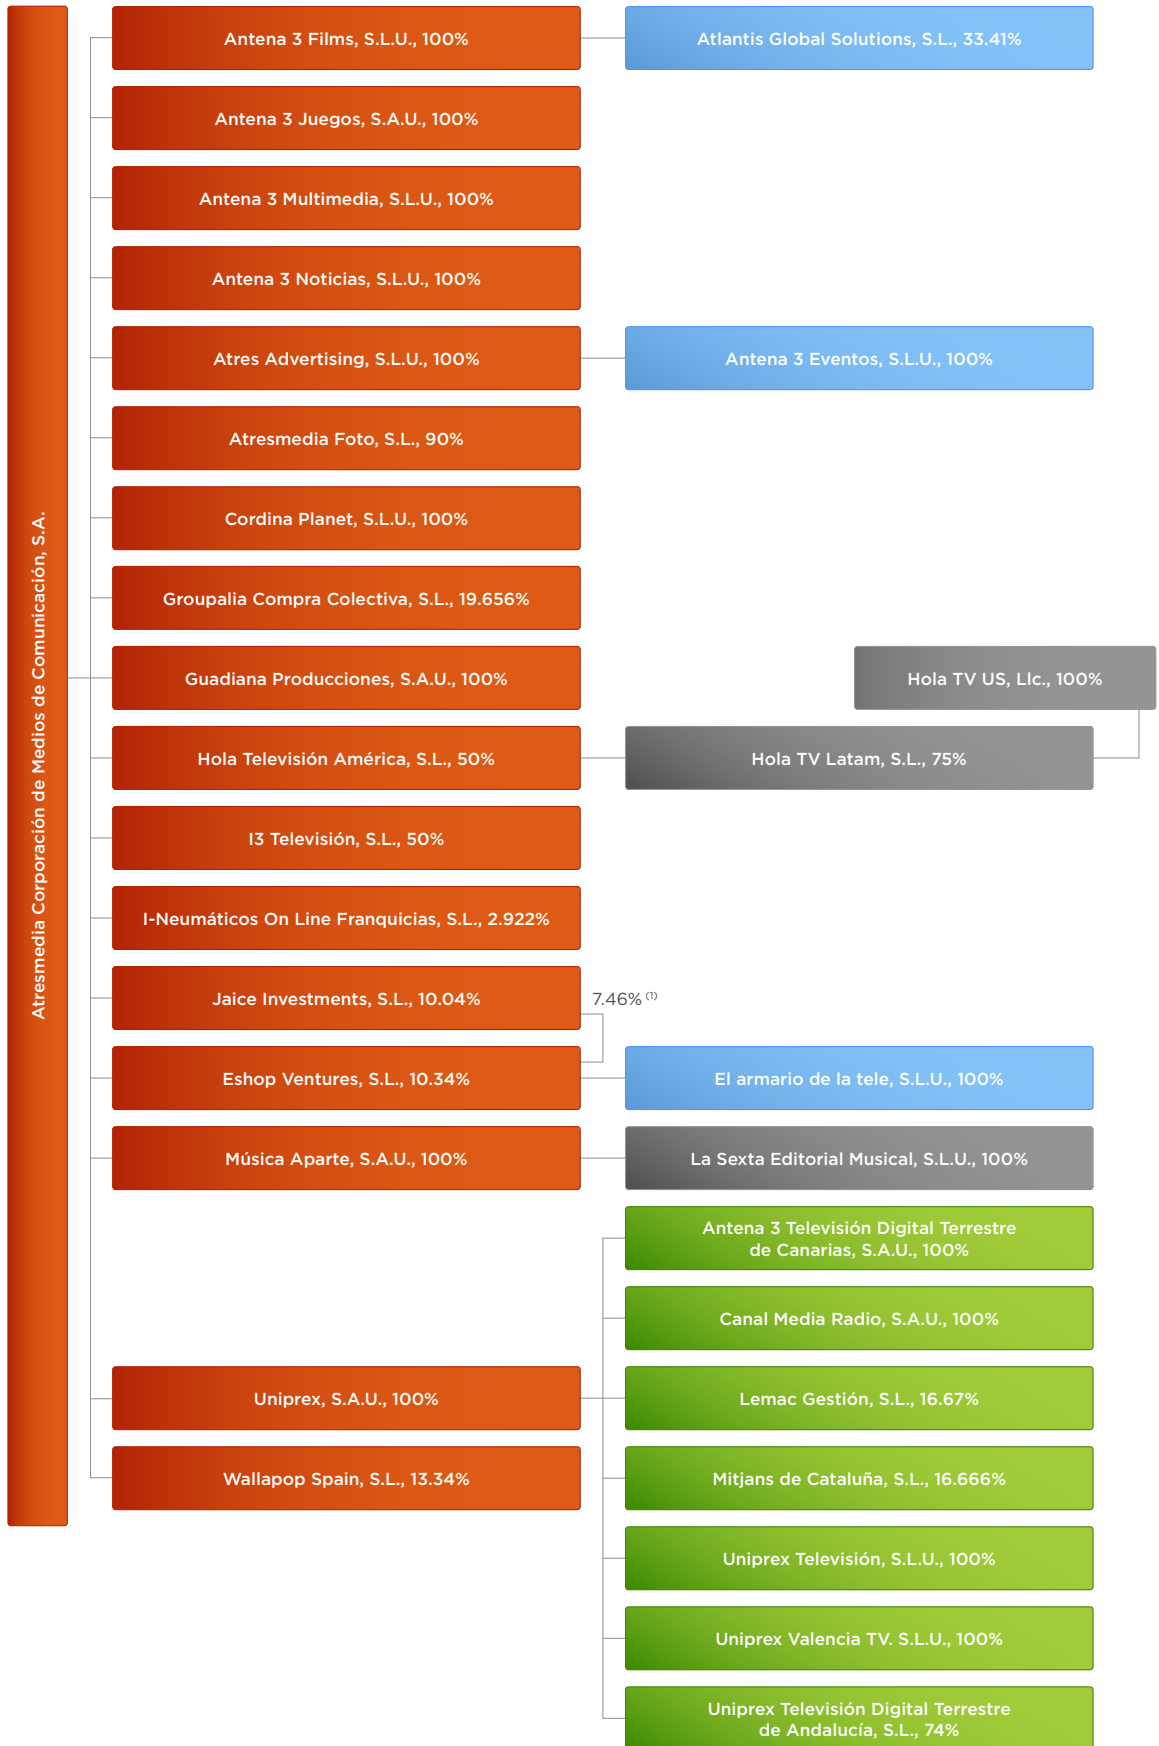 Atresmedia Corporación de Medios de Comunicación, S.A.
Antena 3 Films, S.L.U., 100%
Atlantis Global Solutions, S.L., 33.41%
Antena 3 Juegos, S.A.U., 100%
Antena 3 Multimedia, S.L.U., 100%
Antena 3 Noticias, S.L.U., 100%
Atres Advertising, S.L.U., 100%
Antena 3 Eventos, S.L.U., 100%
Atresmedia Foto, S.L., 90%
Cordina Planet, S.L.U., 100%
Groupalia Compra Colectiva, S.L., 19.656%
Guadiana Producciones, S.A.U., 100%
Hola TV US, Llc., 100%
Hola Televisión América, S.L., 50%
Hola TV Latam, S.L., 75%
I3 Televisión, S.L., 50%
I-Neumáticos On Line Franquicias, S.L., 2.922%
Jaice Investments, S.L., 10.04%
7.46% (1)
Eshop Ventures, S.L., 10.34%
El armario de la tele, S.L.U., 100%
Música Aparte, S.A.U., 100%
La Sexta Editorial Musical, S.L.U., 100%
Antena 3 Televisión Digital Terrestre
de Canarias, S.A.U., 100%
Canal Media Radio, S.A.U., 100%
Uniprex, S.A.U., 100%
Lemac Gestión, S.L., 16.67%
Wallapop Spain, S.L., 13.34%
Mitjans de Cataluña, S.L., 16.666%
Uniprex Televisión, S.L.U., 100%
Uniprex Valencia TV. S.L.U., 100%
Uniprex Televisión Digital Terrestre
de Andalucía, S.L., 74%